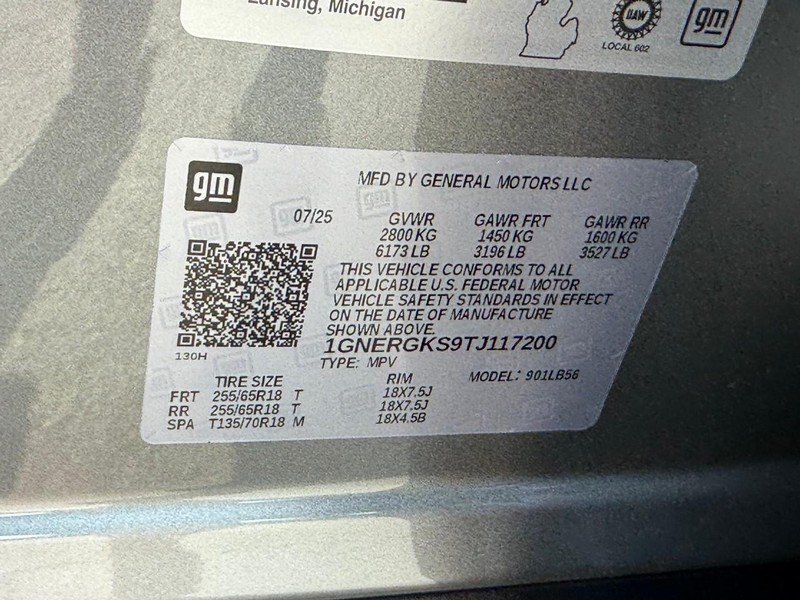 Lansing, Michigan
UAW
LOCAL 602
gm
gm
MFD BY GENERAL MOTORS LLC
07/25 GVWR GAWR FRT GAWR RR
2800 KG 1450 KG 1600 KG
6173 LB 3196 LB 3527 LB
THIS VEHICLE CONFORMS TO ALL
APPLICABLE U.S. FEDERAL MOTOR
VEHICLE SAFETY STANDARDS IN EFFECT
ON THE DATE OF MANUFACTURE
SHOWN ABOVE.
130H
1GNERGKS9TJ117200
TYPE: MPV
TIRE SIZE RIM MODEL: 901LB56
FRT 255/65R18 T 18X7.5J
RR 255/65R18 T 18X7.5J
SPA T135/70R18 M 18X4.5B